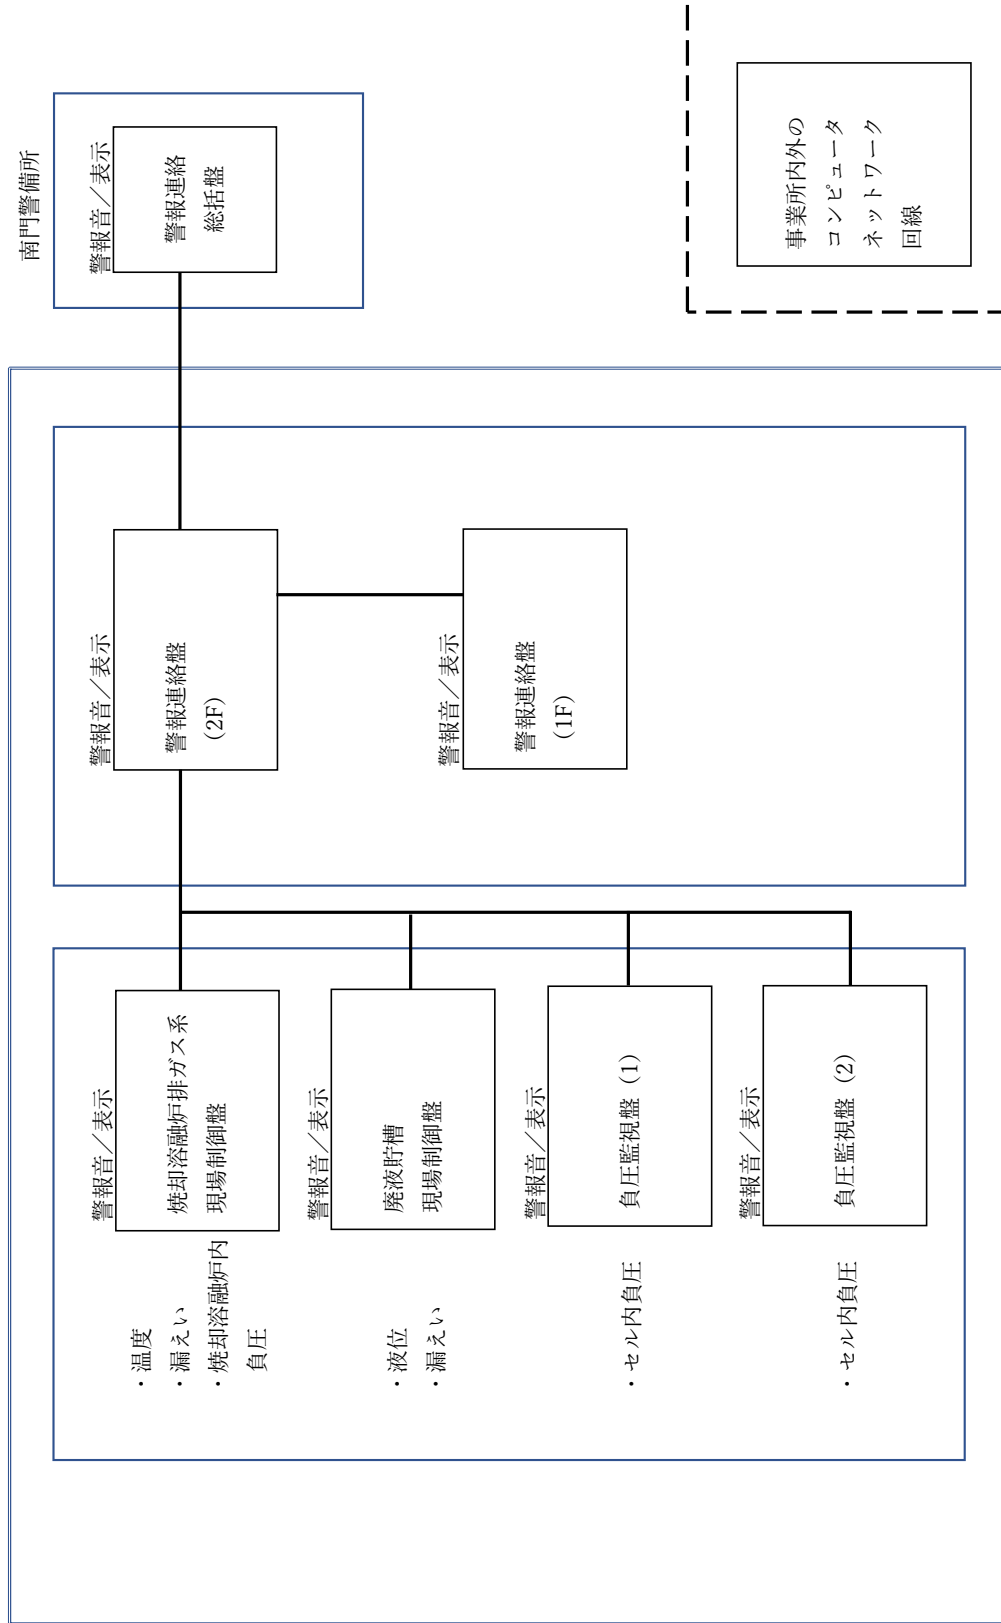 ・温度
・漏えい
・焼却溶融炉内
負圧
警報音／表示
焼却溶融炉排ガス系
現場制御盤
・液位
・漏えい
警報音／表示
廃液貯槽
現場制御盤
・セル内負圧
警報音／表示
負圧監視盤（1）
・セル内負圧
警報音／表示
負圧監視盤（2）
警報音／表示
警報連絡盤
（2F）
警報音／表示
警報連絡盤
（1F）
南門警備所
警報音／表示
警報連絡
総括盤
事業所内外の
コンピュータ
ネットワーク
回線